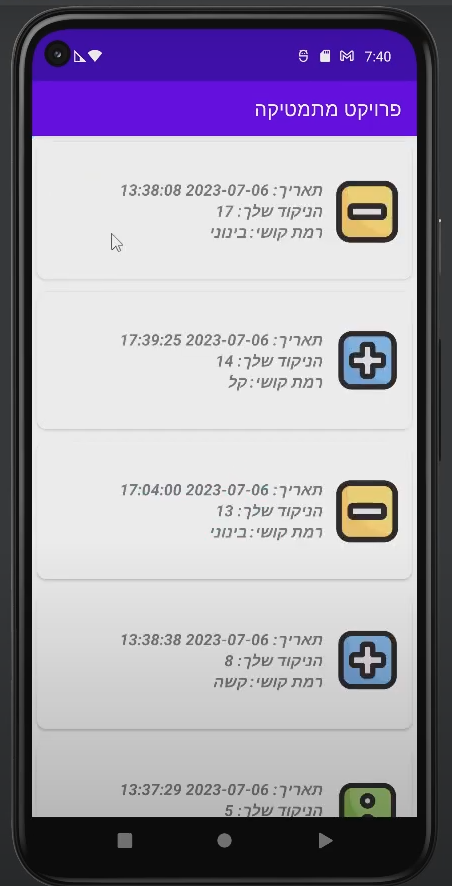 7:40
פרויקט מתמטיקה
תאריך: 2023-07-06 13:38:08
הניקוד שלך: 17
רמת קושי: בינוני
תאריך: 2023-07-06 17:39:25
הניקוד שלך: 14
רמת קושי: קל
תאריך: 2023-07-06 17:04:00
הניקוד שלך: 13
רמת קושי: בינוני
תאריך: 2023-07-06 13:38:38
הניקוד שלך: 8
רמת קושי: קשה
תאריך: 2023-07-06 13:37:29
הניקוד שלך: 5